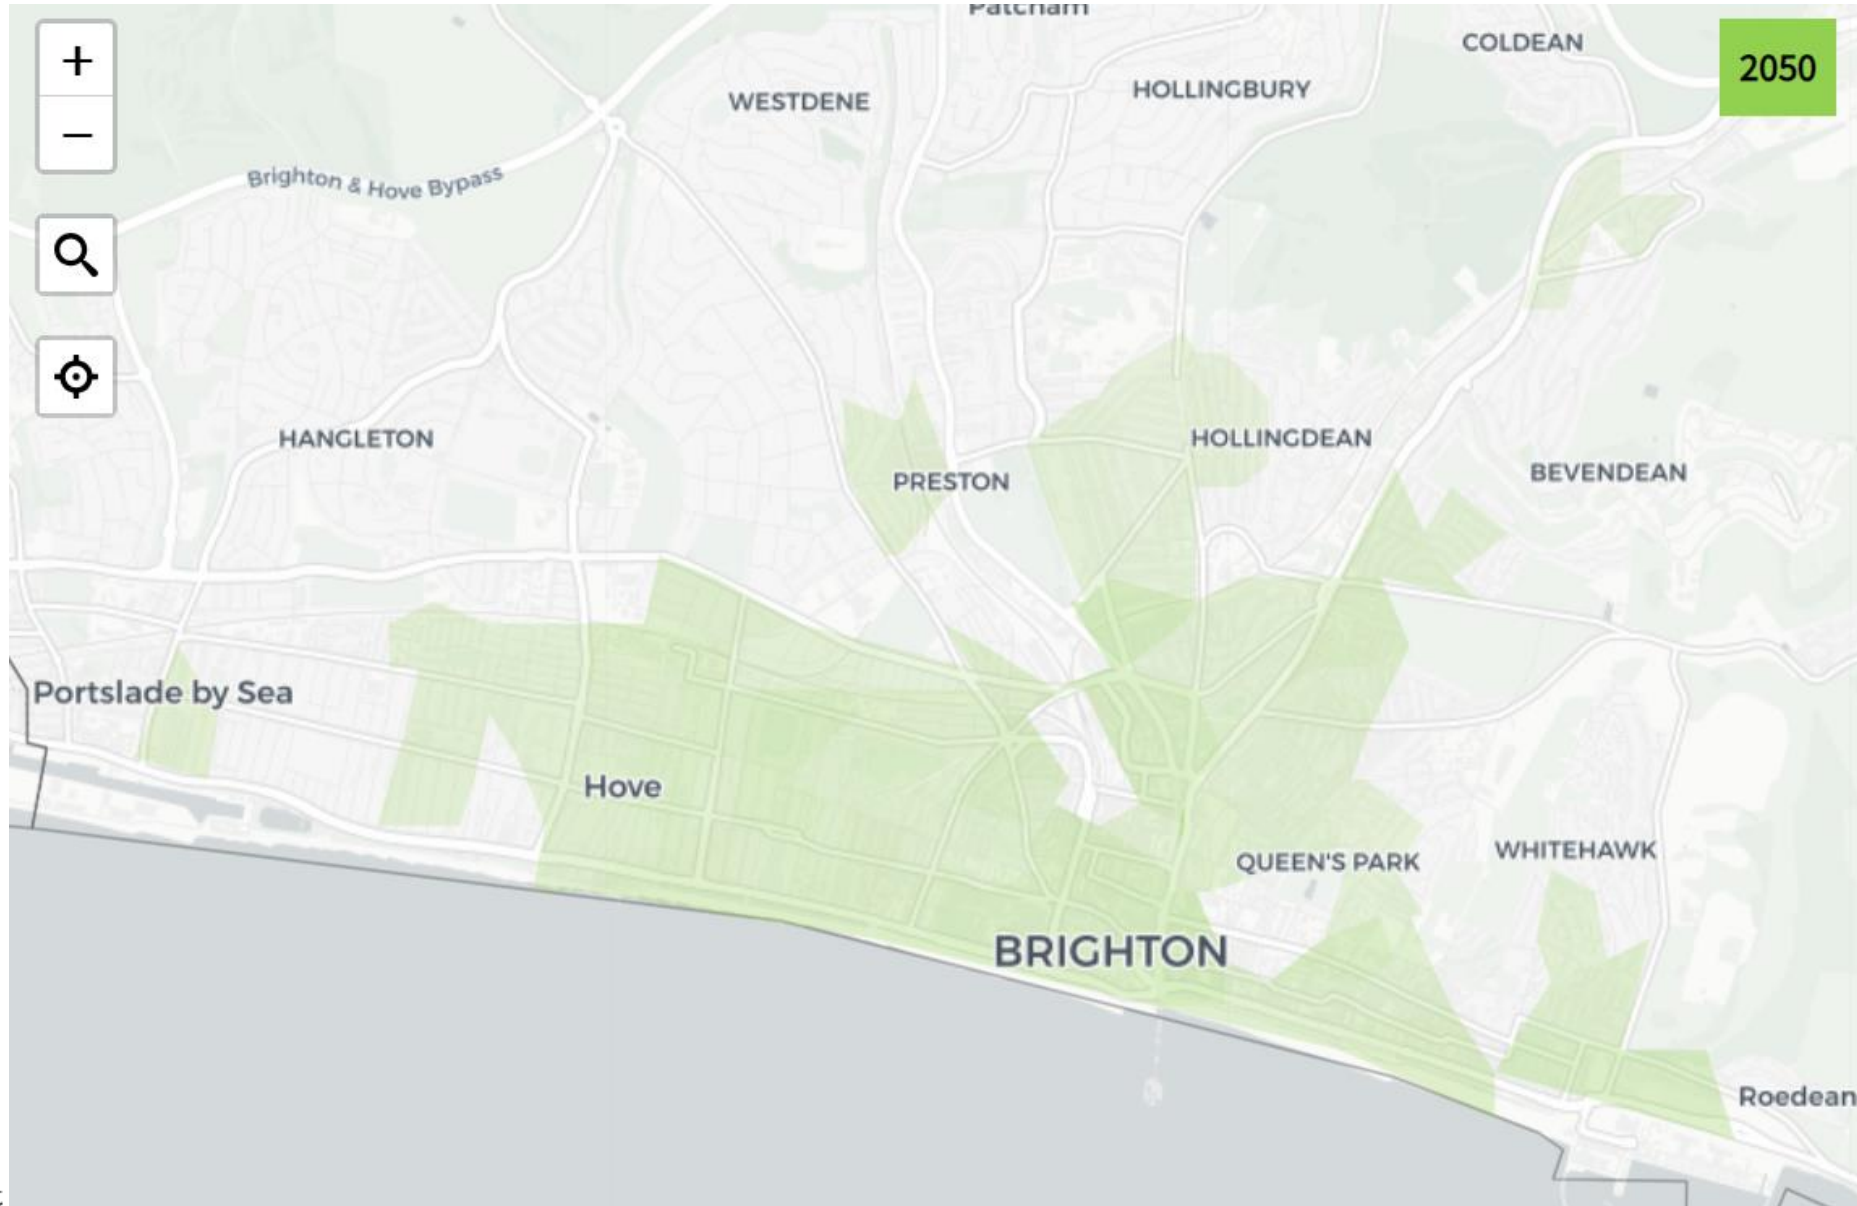 Patcham
COLDEAN
2050
HOLLINGBURY
WESTDENE
Brighton & Hove Bypass
HANGLETON
HOLLINGDEAN
PRESTON
BEVENDEAN
Portslade by Sea
Hove
QUEEN'S PARK
WHITEHAWK
BRIGHTON
Roedean